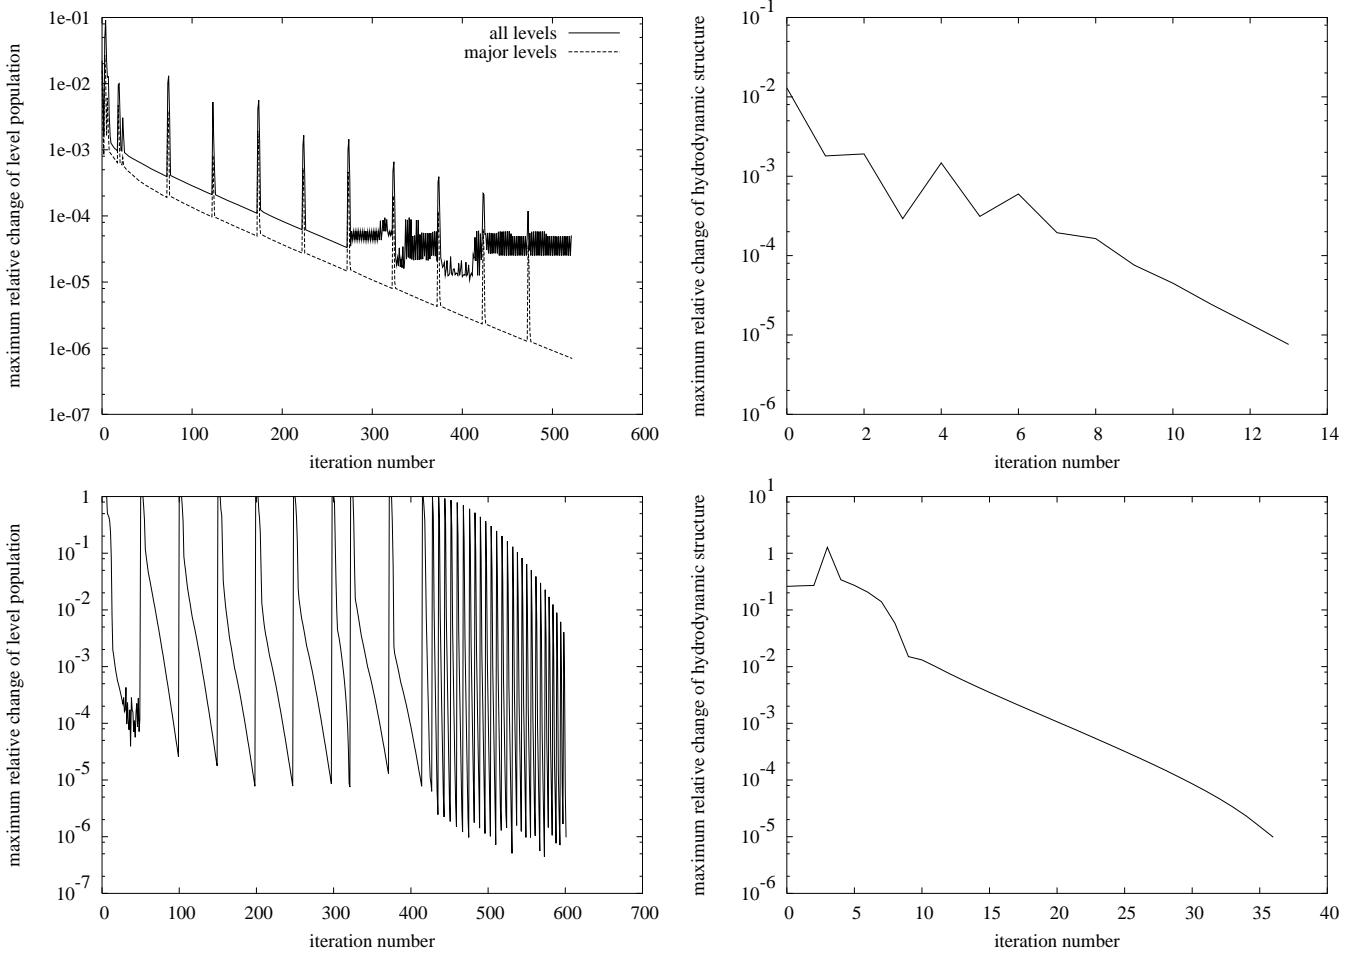 maximum relative change of level population
1e-01
1e-02
1e-03
1e-04
1e-05
1e-06
1e-07
all levels
major levels
0 100 200 300 400 500 600
iteration number
maximum relative change of hydrodynamic structure
10-1
10-2
10-3
10-4
10-5
10-6
0 2 4 6 8 10 12 14
iteration number
maximum relative change of level population
1
10-1
10-2
10-3
10-4
10-5
10-6
10-7
0 100 200 300 400 500 600 700
iteration number
maximum relative change of hydrodynamic structure
101
1
10-1
10-2
10-3
10-4
10-5
10-6
0 5 10 15 20 25 30 35 40
iteration number